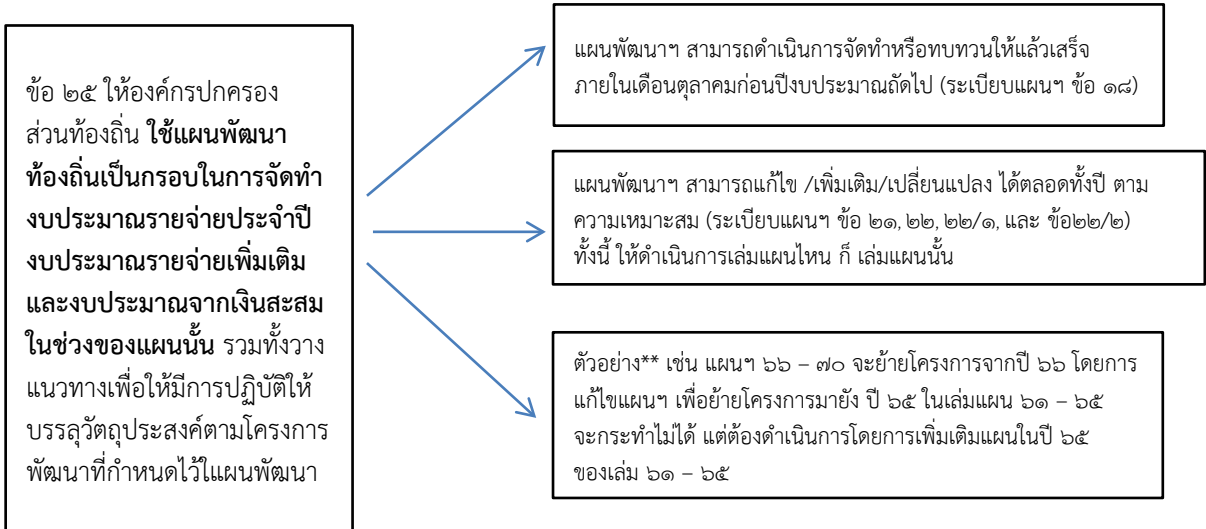 ข้อ ๒๕ ให้องค์กรปกครอง
ส่วนท้องถิ่น ใช้แผนพัฒนา
ท้องถิ่นเป็นกรอบในการจัดทำ
งบประมาณรายจ่ายประจำปี
งบประมาณรายจ่ายเพิ่มเติม
และงบประมาณจากเงินสะสม
ในช่วงของแผนนั้น รวมทั้งวาง
แนวทางเพื่อให้มีการปฏิบัติให้
บรรลุวัตถุประสงค์ตามโครงการ
พัฒนาที่กำหนดไว้ใแผนพัฒนา
แผนพัฒนาฯ สามารถดำเนินการจัดทำหรือทบทวนให้แล้วเสร็จ
ภายในเดือนตุลาคมก่อนปีงบประมาณถัดไป (ระเบียบแผนฯ ข้อ ๑๘)
แผนพัฒนาฯ สามารถแก้ไข /เพิ่มเติม/เปลี่ยนแปลง ได้ตลอดทั้งปี ตาม
ความเหมาะสม (ระเบียบแผนฯ ข้อ ๒๑, ๒๒, ๒๒/๑, และ ข้อ๒๒/๒)
ทั้งนี้ ให้ดำเนินการเล่มแผนไหน ก็ เล่มแผนนั้น
ตัวอย่าง** เช่น แผนฯ ๖๖ – ๗๐ จะย้ายโครงการจากปี ๖๖ โดยการ
แก้ไขแผนฯ เพื่อย้ายโครงการมายัง ปี ๖๕ ในเล่มแผน ๖๑ – ๖๕
จะกระทำไม่ได้ แต่ต้องดำเนินการโดยการเพิ่มเติมแผนในปี ๖๕
ของเล่ม ๖๑ – ๖๕